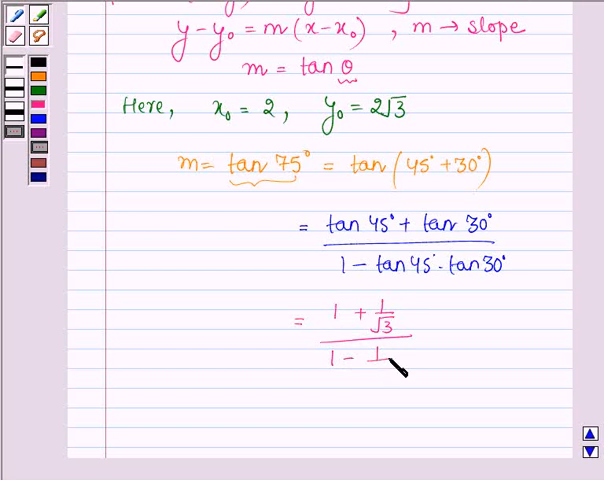 y - y₀ = m(x - x₀) , m → slope
m = tan θ
Here, x₀ = 2 , y₀ = 2√3
m = tan 75° = tan(45° + 30°)
= tan 45° + tan 30°
1 - tan 45° . tan 30°
= 1 + 1/√3
1 - 1